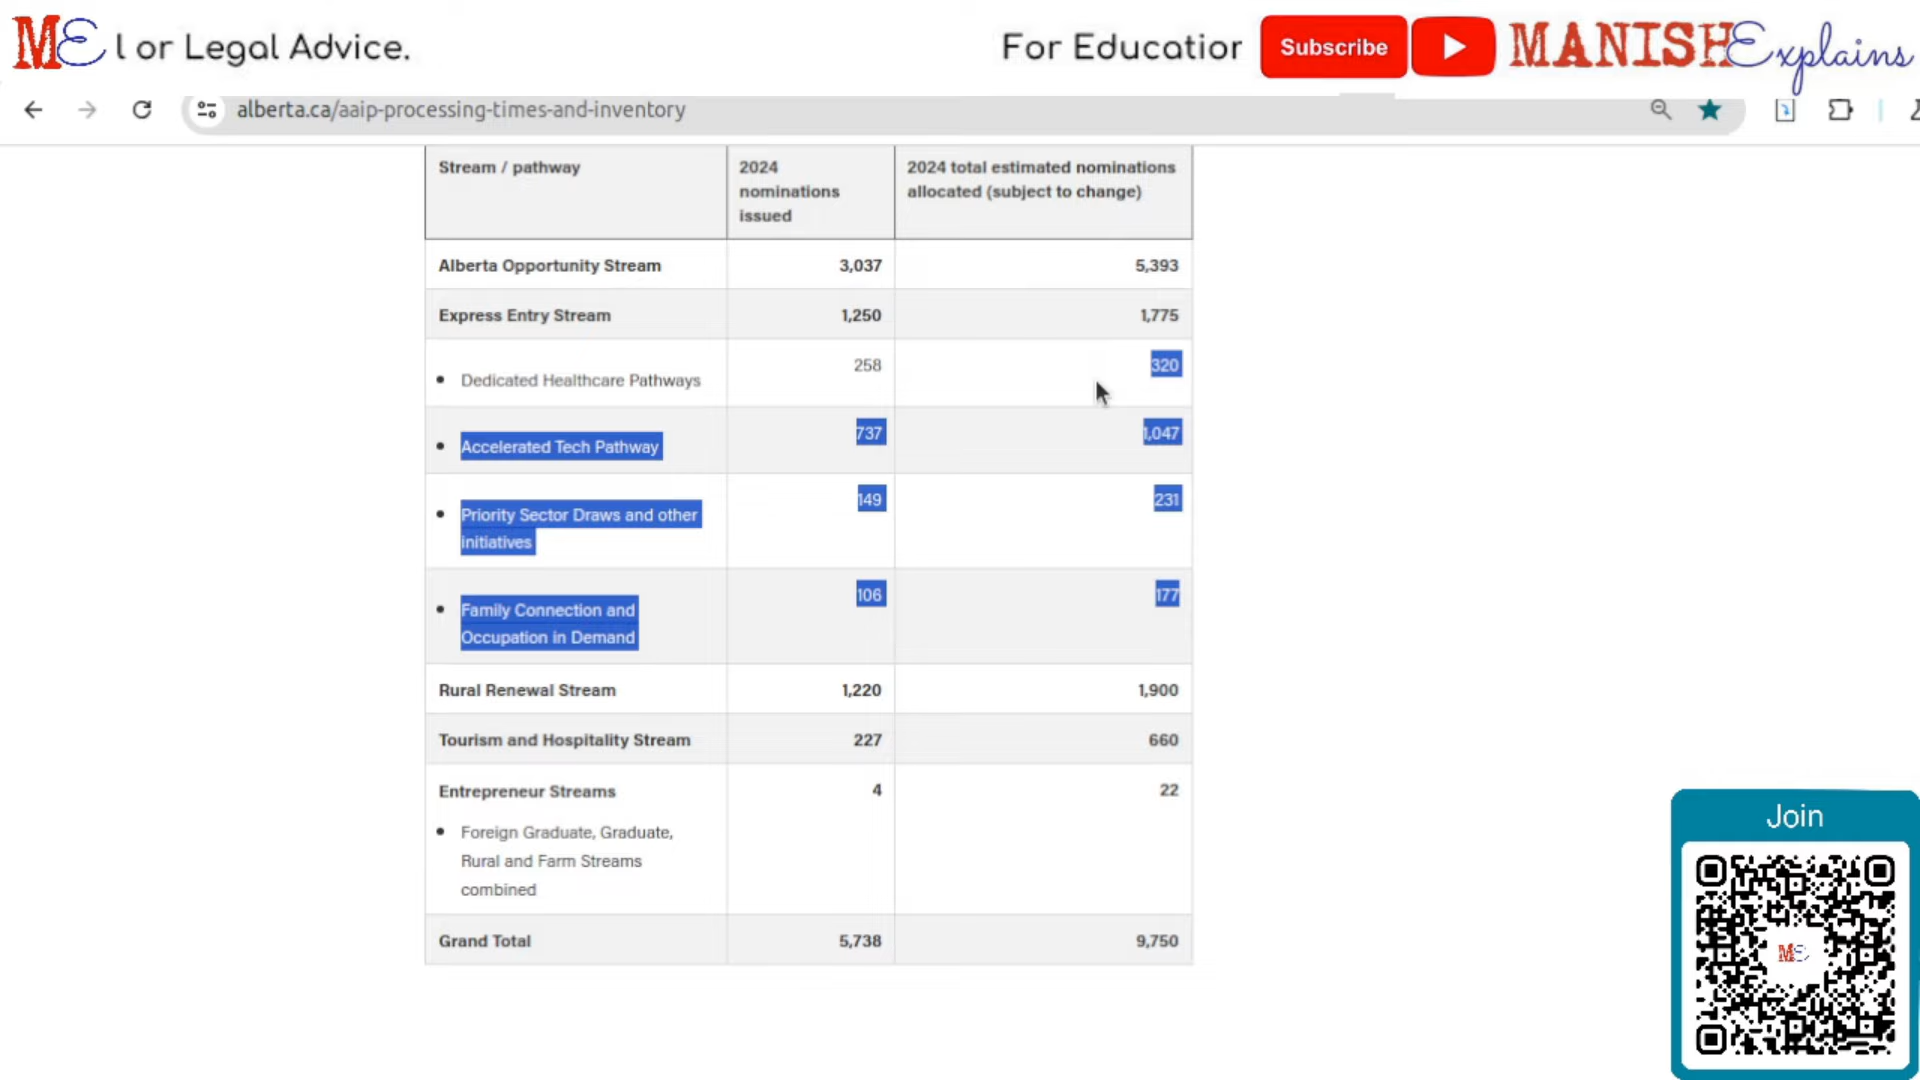 ME l or Legal Advice.
For Education
Subscribe
MANISH Explains
alberta.ca/aaip-processing-times-and-inventory
Stream / pathway
2024
nominations
issued
2024 total estimated nominations
allocated (subject to change)
Alberta Opportunity Stream 3,037 5,393
Express Entry Stream 1,250 1,775
Dedicated Healthcare Pathways 258 320
Accelerated Tech Pathway 737 1,047
Priority Sector Draws and other
initiatives
149 231
Family Connection and
Occupation in Demand
106 177
Rural Renewal Stream 1,220 1,900
Tourism and Hospitality Stream 227 660
Entrepreneur Streams 4 22
Foreign Graduate, Graduate,
Rural and Farm Streams
combined
Grand Total 5,738 9,750
Join
ME